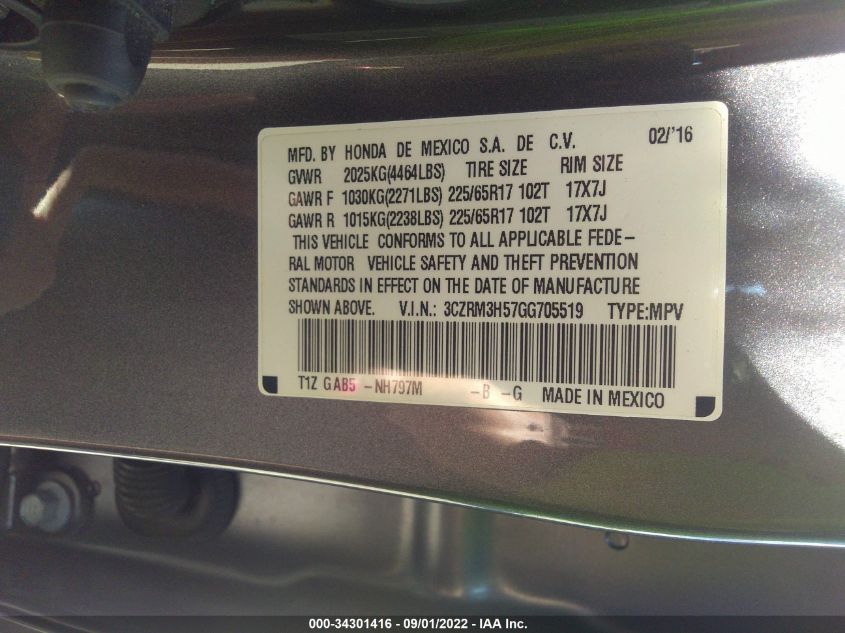 MFD. BY HONDA DE MEXICO S.A. DE C.V. 02/'16
GVWR 2025KG(4464LBS) TIRE SIZE RIM SIZE
GAWR F 1030KG(2271LBS) 225/65R17 102T 17X7J
GAWR R 1015KG(2238LBS) 225/65R17 102T 17X7J
THIS VEHICLE CONFORMS TO ALL APPLICABLE FEDE-
RAL MOTOR VEHICLE SAFETY AND THEFT PREVENTION
STANDARDS IN EFFECT ON THE DATE OF MANUFACTURE
SHOWN ABOVE. V.I.N.: 3CZRM3H57GG705519 TYPE:MPV
T1Z GAB5 -NH797M -B -G MADE IN MEXICO
000-34301416 - 09/01/2022 - IAA Inc.